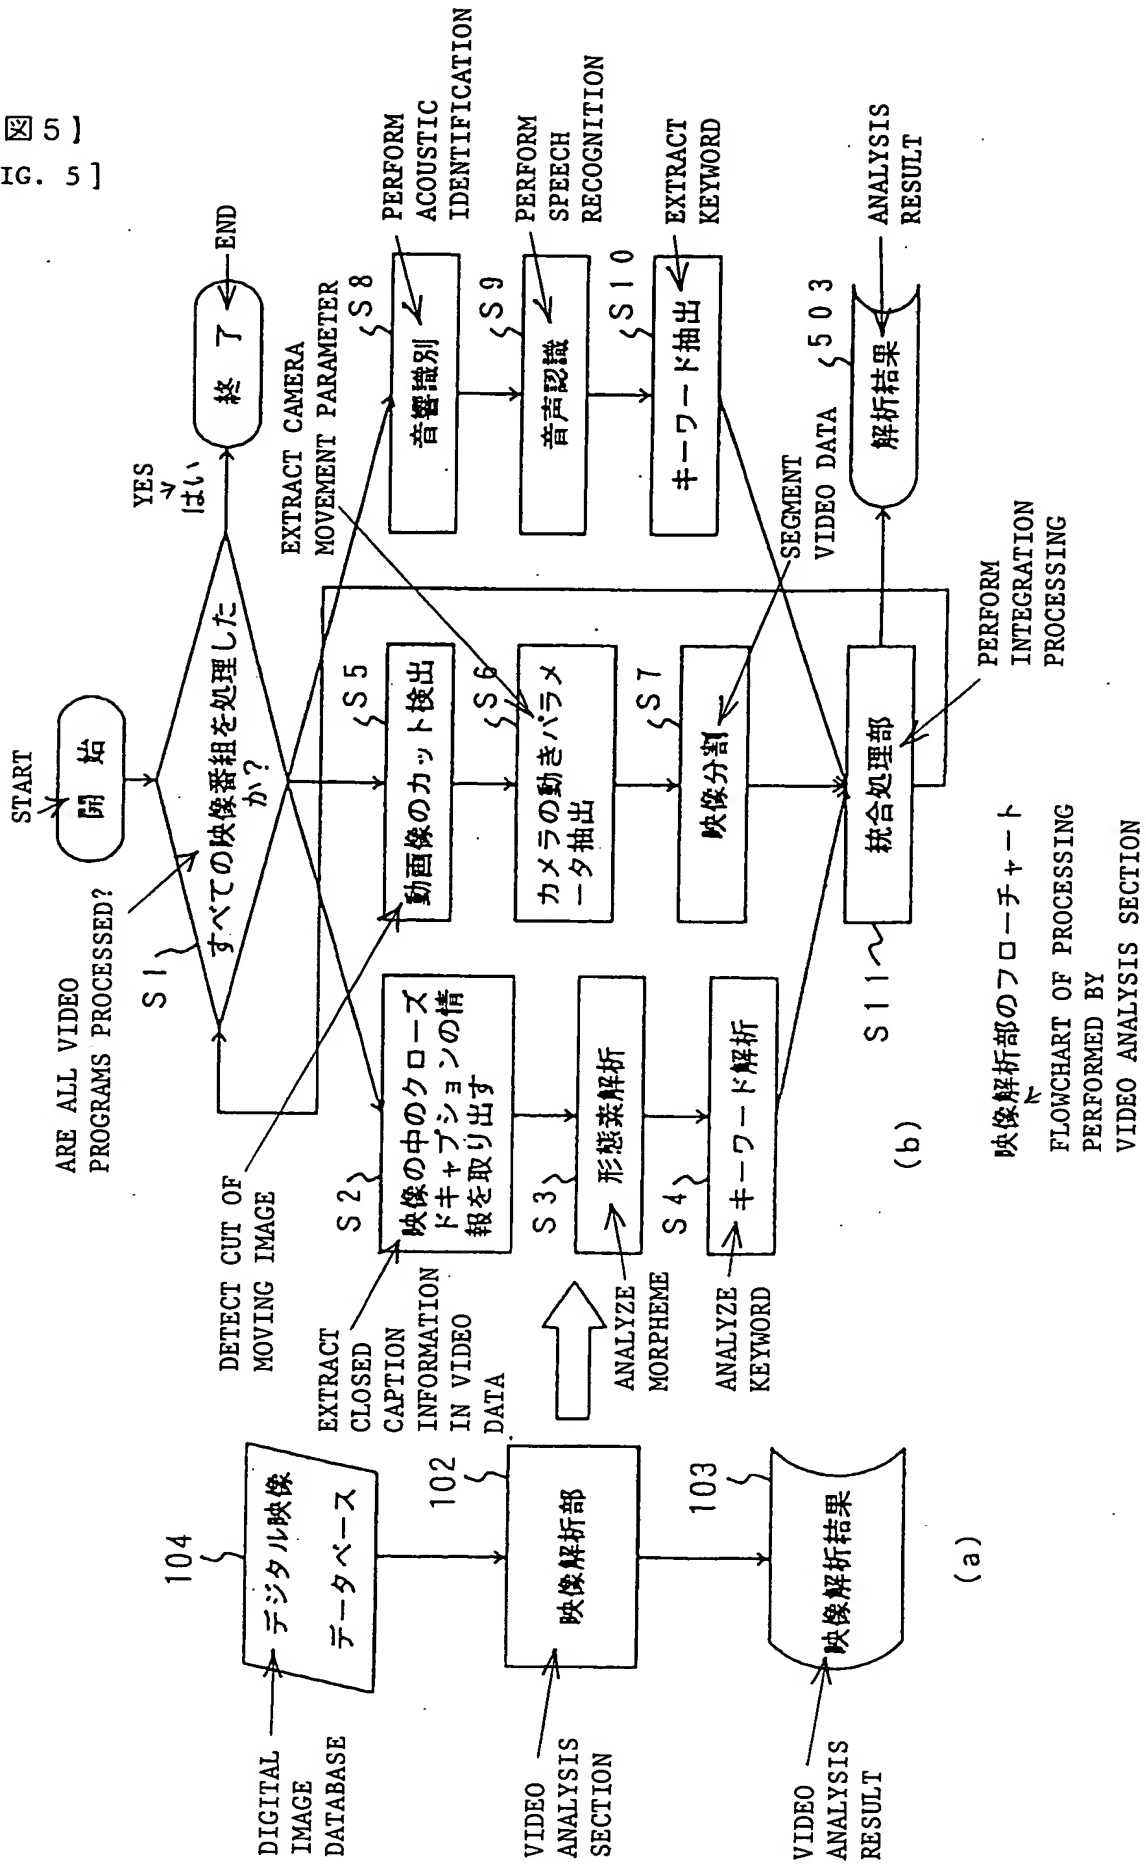 図5】
IG. 5]
START
開 始
ARE ALL VIDEO
PROGRAMS PROCESSED?
S1
すべての映像番組を処理した
か?
YES
はい
END
終 了
DETECT CUT OF
MOVING IMAGE
EXTRACT
CLOSED
CAPTION
INFORMATION
IN VIDEO
DATA
S2
映像の中のクローズ
ドキャプションの情
報を取り出す
S3
形態素解析
ANALYZE
MORPHEME
S4
キーワード解析
ANALYZE
KEYWORD
S5
動画像のカット検出
EXTRACT CAMERA
MOVEMENT PARAMETER
S6
カメラの動きパラメ
ータ抽出
S7
映像分割
SEGMENT
VIDEO DATA
S8
音響識別
PERFORM
ACOUSTIC
IDENTIFICATION
S9
音声認識
PERFORM
SPEECH
RECOGNITION
S10
キーワード抽出
EXTRACT
KEYWORD
S11
統合処理部
PERFORM
INTEGRATION
PROCESSING
503
解析結果
ANALYSIS
RESULT
(b)
映像解析部のフローチャート
FLOWCHART OF PROCESSING
PERFORMED BY
VIDEO ANALYSIS SECTION
104
デジタル映像
データベース
DIGITAL
IMAGE
DATABASE
102
映像解析部
VIDEO
ANALYSIS
SECTION
103
映像解析結果
VIDEO
ANALYSIS
RESULT
(a)